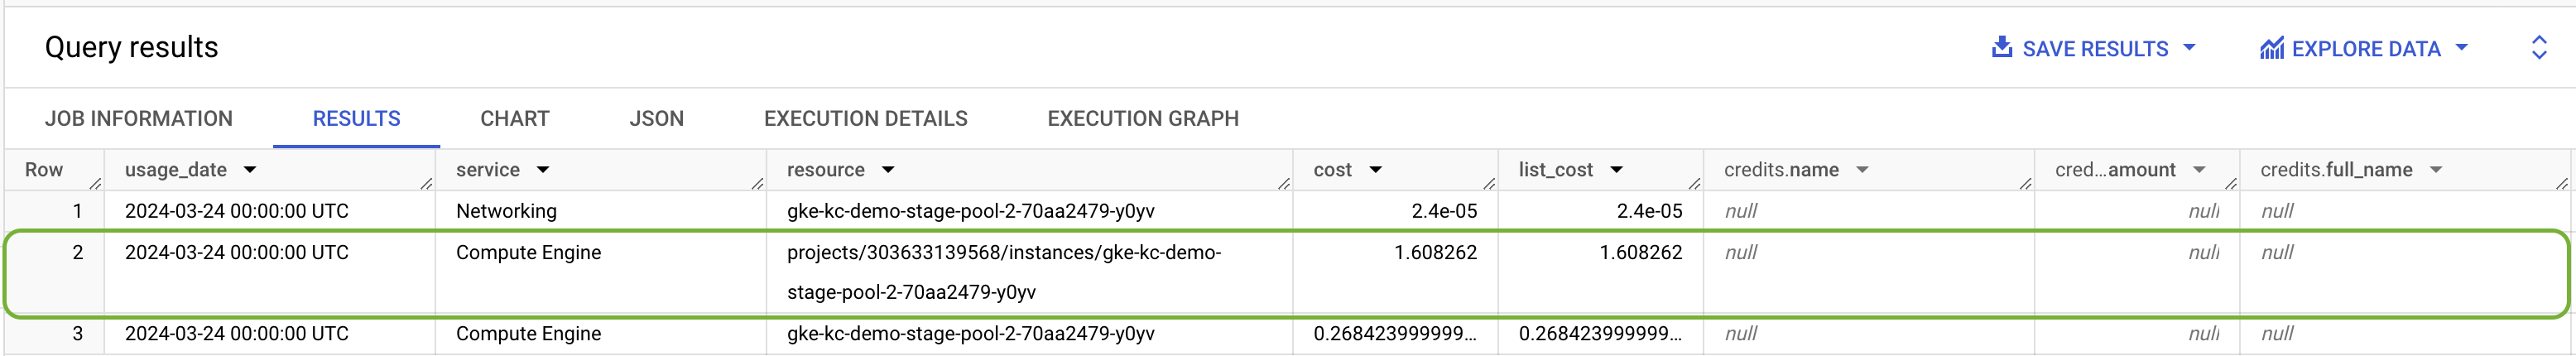 Query results
SAVE RESULTS
EXPLORE DATA
JOB INFORMATION RESULTS CHART JSON EXECUTION DETAILS EXECUTION GRAPH
Row usage_date service resource cost list_cost credits.name cred...amount credits.full_name
1 2024-03-24 00:00:00 UTC Networking gke-kc-demo-stage-pool-2-70aa2479-y0yv 2.4e-05 2.4e-05 null null null
2 2024-03-24 00:00:00 UTC Compute Engine projects/303633139568/instances/gke-kc-demo- 1.608262 1.608262 null null null
stage-pool-2-70aa2479-y0yv
3 2024-03-24 00:00:00 UTC Compute Engine gke-kc-demo-stage-pool-2-70aa2479-y0yv 0.268423999999... 0.268423999999... null null null